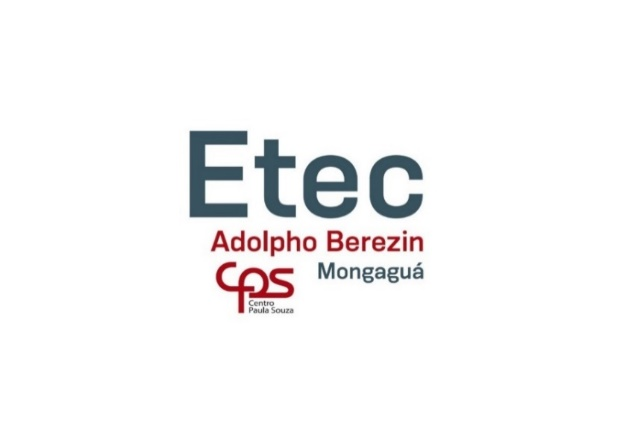 Etec
Adolpho Berezin
Mongaguá
cps
Centro
Paula Souza